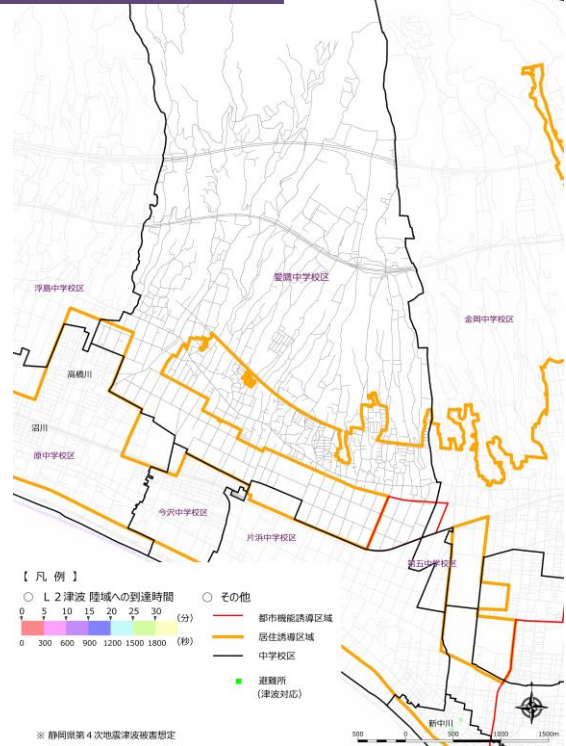 浮島中学校区
愛鷹中学校区
金岡中学校区
高橋川
沼川
原中学校区
今沢中学校区
片浜中学校区
第五中学校区
新中川
【 凡 例 】
○ L2津波 陸域への到達時間
0 5 10 15 20 25 30 (分)
0 300 600 900 1200 1500 1800 (秒)
○ その他
都市機能誘導区域
居住誘導区域
中学校区
避難所
(津波対応)
※ 静岡県第4次地震津波被害想定
500 0 500 1000 1500m